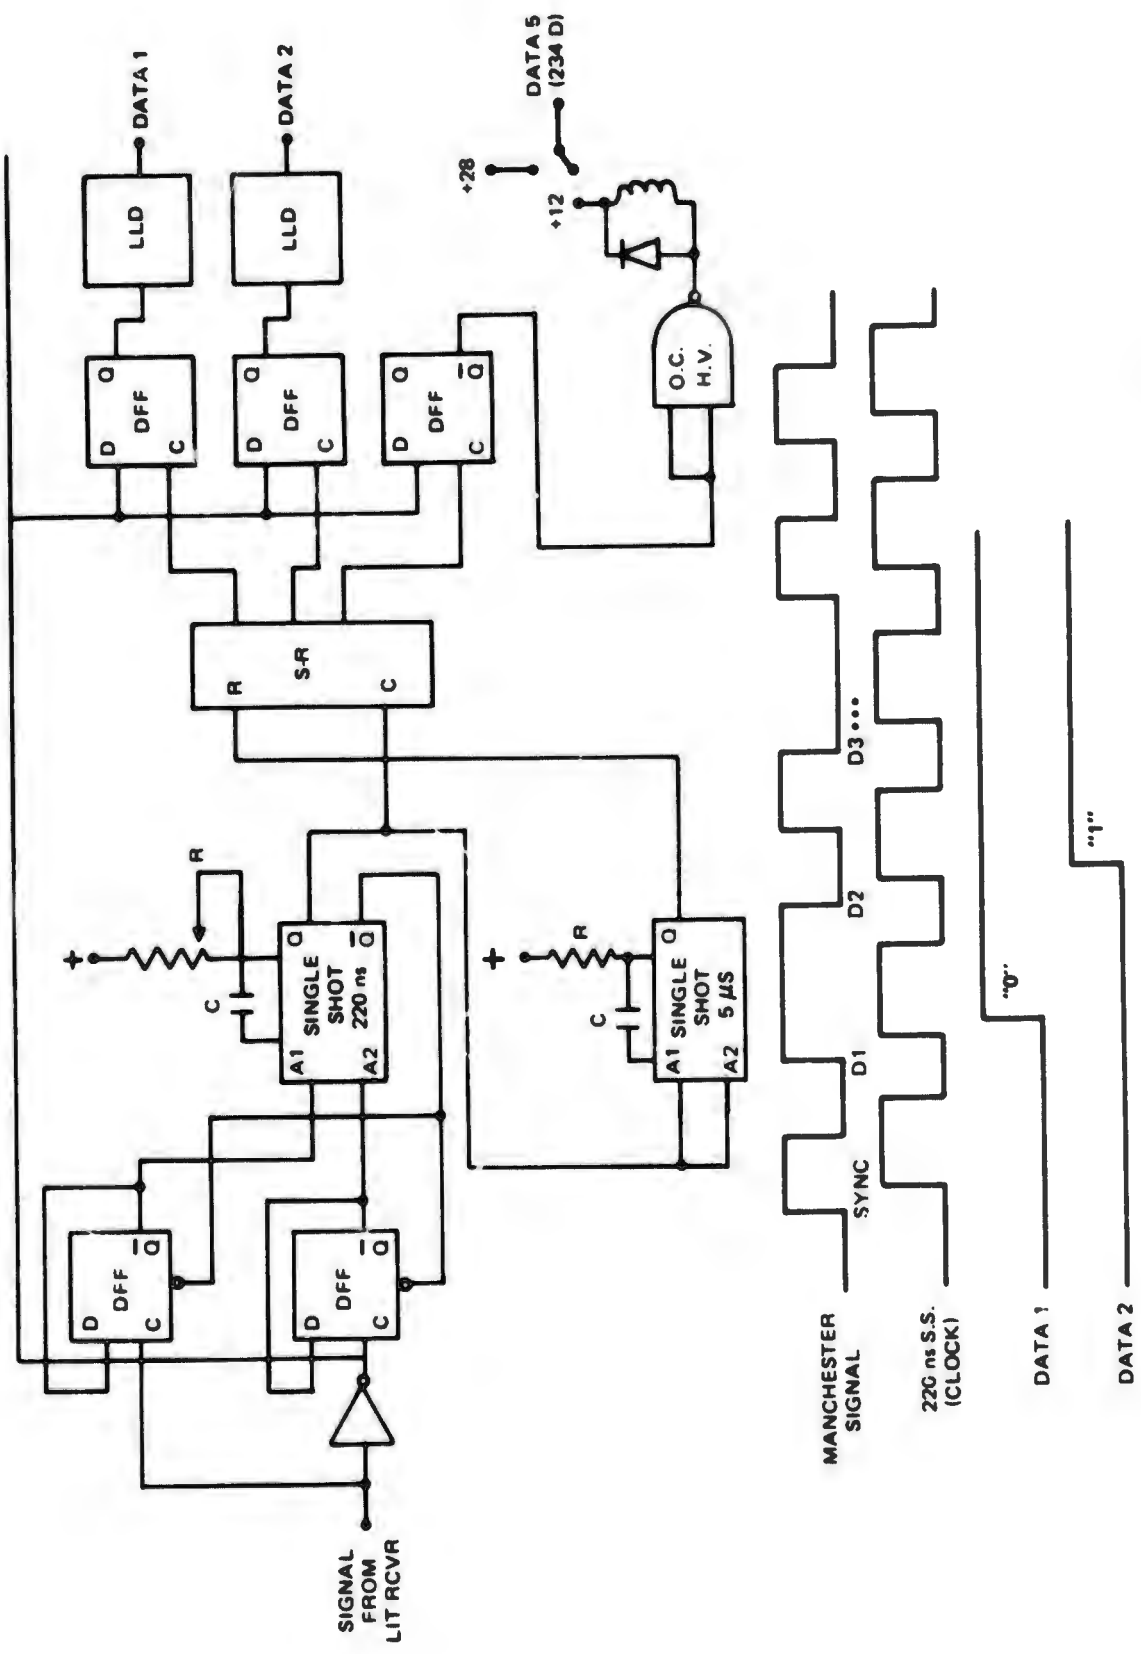 DATA 1
DATA 2
LLD
LLD
DATA 5
(234 D)
+28
+12
D
Q
DFF
C
D
Q
DFF
C
D
Q
DFF
C
Q
O.C.
H.V.
R
S-R
C
+
R
C
A1
Q
SINGLE
SHOT
220 ns
A2
Q
+
R
C
A1
Q
SINGLE
SHOT
5 µS
A2
D
DFF
C
Q
D
DFF
C
Q
SIGNAL
FROM
LIT RCVR
MANCHESTER
SIGNAL
SYNC
D1
D2
D3 •••
220 ns S.S.
(CLOCK)
DATA 1
"0"
DATA 2
"1"